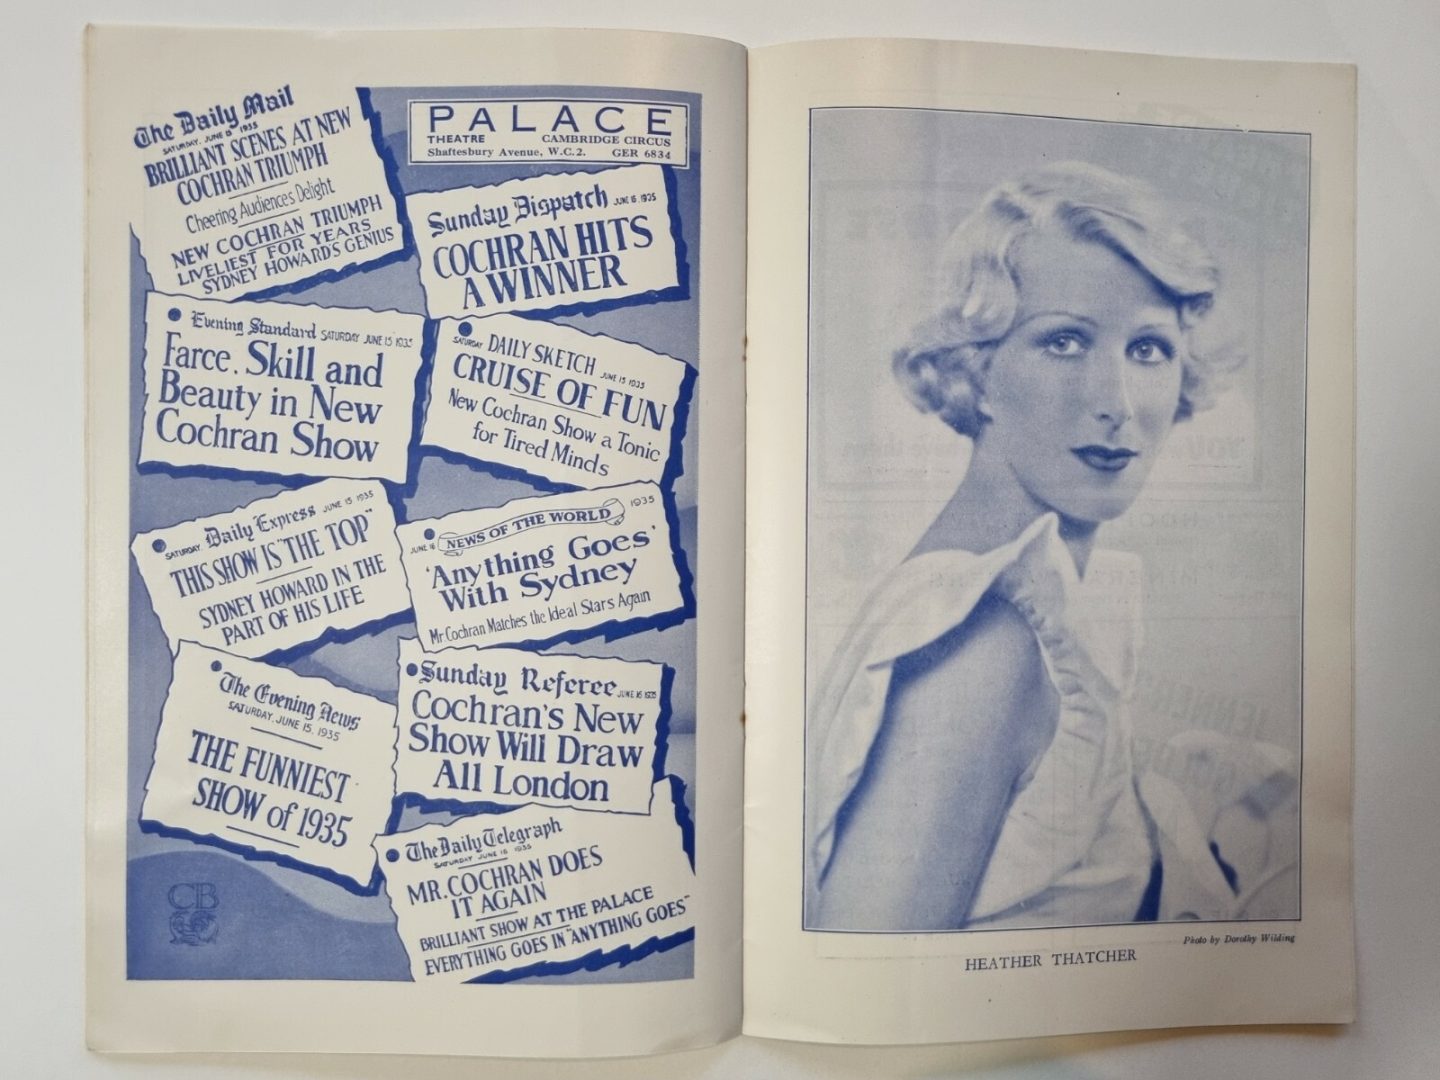 The Daily Mail
SATURDAY, JUNE 15 1935
BRILLIANT SCENES AT NEW
COCHRAN TRIUMPH
Cheering Audience's Delight
NEW COCHRAN TRIUMPH
LIVELIEST FOR YEARS
SYDNEY HOWARD'S GENIUS
PALACE
THEATRE CAMBRIDGE CIRCUS
Shaftesbury Avenue, W.C.2. GER 6834
Sunday Dispatch JUNE 16, 1935
COCHRAN HITS
A WINNER
Evening Standard SATURDAY JUNE 15 1935
Farce, Skill and
Beauty in New
Cochran Show
SATURDAY DAILY SKETCH JUNE 15 1935
CRUISE OF FUN
New Cochran Show a Tonic
for Tired Minds
SATURDAY, Daily Express JUNE 15 1935
THIS SHOW IS "THE TOP"
SYDNEY HOWARD IN THE
PART OF HIS LIFE
JUNE 16 NEWS OF THE WORLD 1935
'Anything Goes'
With Sydney
Mr Cochran Matches the Ideal Stars Again
The Evening News
SATURDAY, JUNE 15, 1935
THE FUNNIEST
SHOW of 1935
Sunday Referee JUNE 16 1935
Cochran's New
Show Will Draw
All London
The Daily Telegraph
SATURDAY JUNE 15 1935
MR. COCHRAN DOES
IT AGAIN
BRILLIANT SHOW AT THE PALACE
EVERYTHING GOES IN "ANYTHING GOES"
CB
Photo by Dorothy Wilding
HEATHER THATCHER